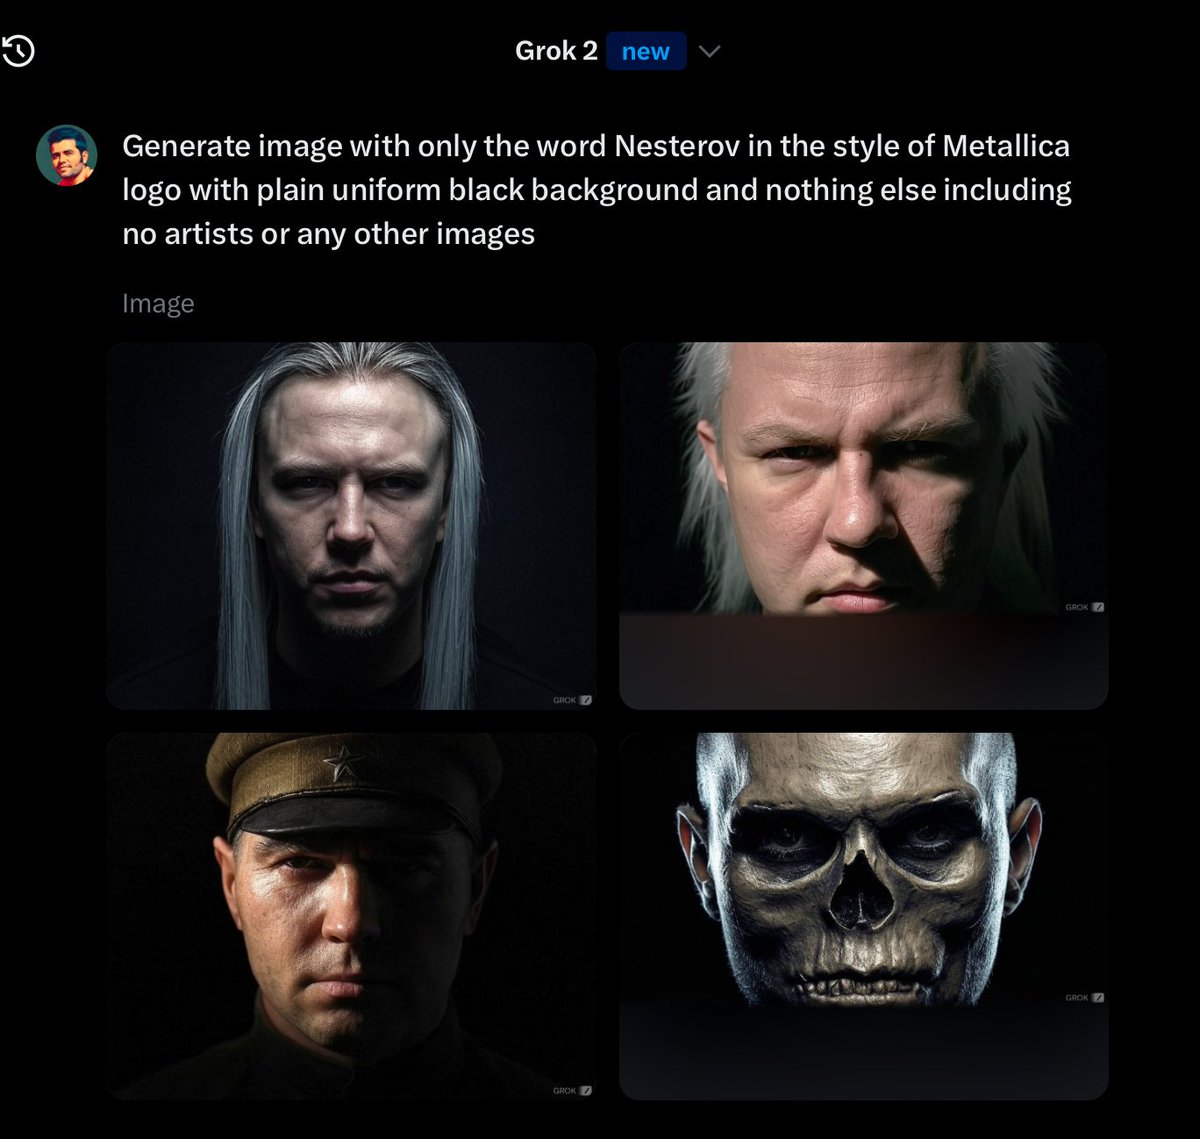 Grok 2 new
Generate image with only the word Nesterov in the style of Metallica
logo with plain uniform black background and nothing else including
no artists or any other images
Image
GROK
GROK
GROK
GROK